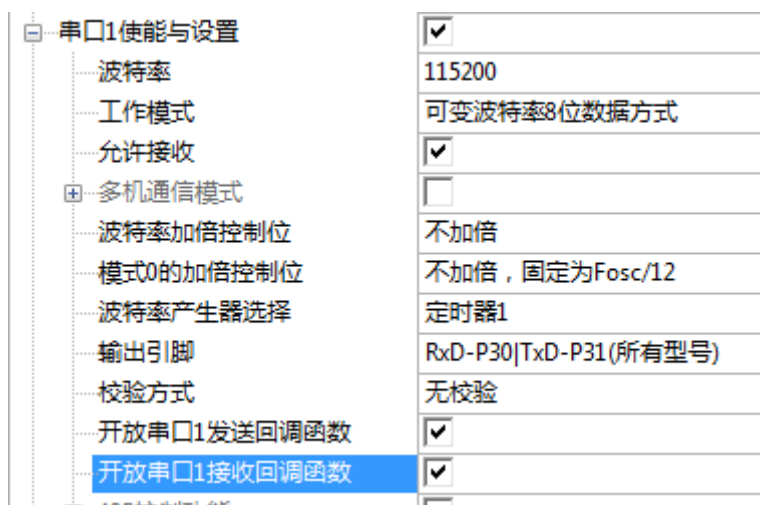 串口1使能与设置
波特率 115200
工作模式 可变波特率8位数据方式
允许接收
多机通信模式
波特率加倍控制位 不加倍
模式0的加倍控制位 不加倍，固定为Fosc/12
波特率产生器选择 定时器1
输出引脚 RxD-P30|TxD-P31(所有型号)
校验方式 无校验
开放串口1发送回调函数
开放串口1接收回调函数